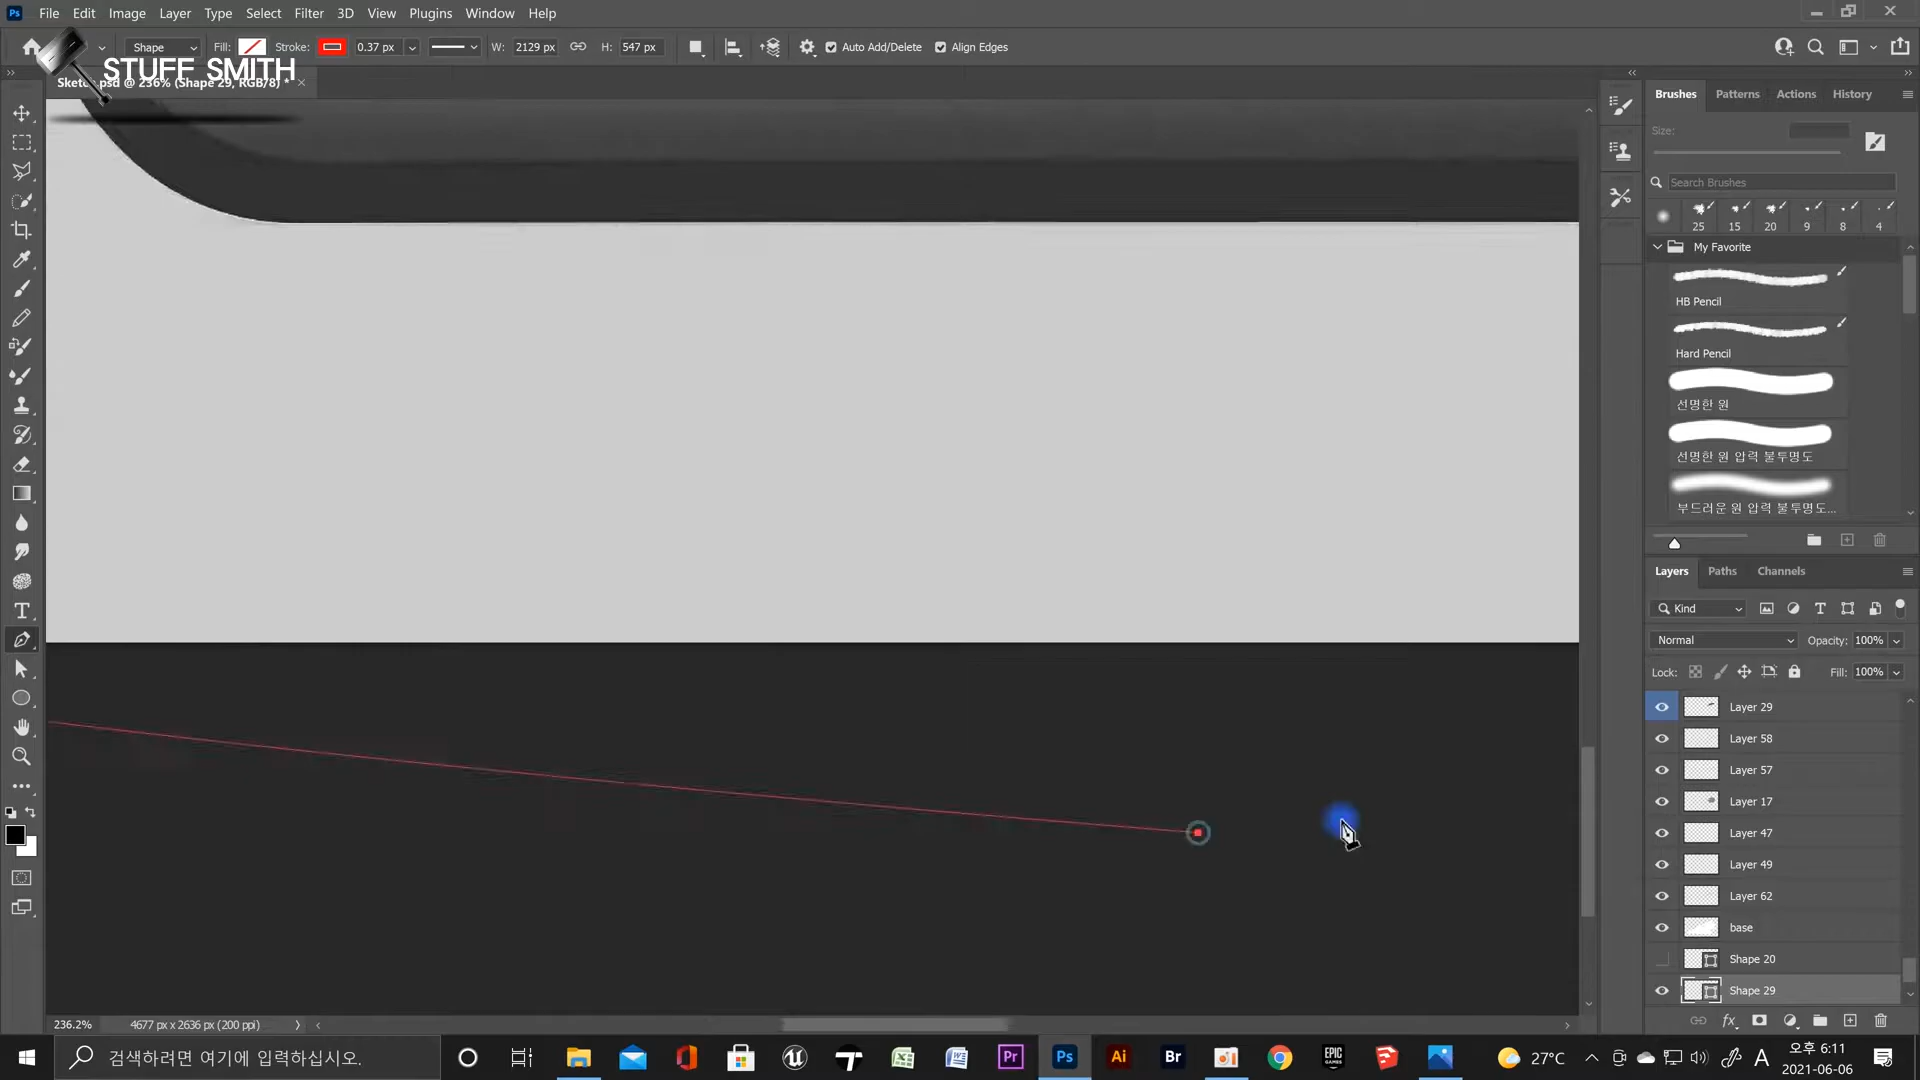 Ps File Edit Image Layer Type Select Filter 3D View Plugins Window Help
Shape Fill: Stroke: 0.37 px W: 2129 px H: 547 px Auto Add/Delete Align Edges
STUFF SMITH
psd @ 236% (Shape 29, RGB/8) *
Brushes Patterns Actions History
Size:
Search Brushes
25 15 20 9 8 4
My Favorite
HB Pencil
Hard Pencil
선명한 원
선명한 원 압력 불투명도
부드러운 원 압력 불투명도...
Layers Paths Channels
Kind
Normal Opacity: 100%
Lock: Fill: 100%
Layer 29
Layer 58
Layer 57
Layer 17
Layer 47
Layer 49
Layer 62
base
Shape 20
Shape 29
236.2% 4677 px x 2636 px (200 ppi)
검색하려면 여기에 입력하십시오.
Pr Ps Ai Br
EPIC GAMES
27°C A 오후 6:11
2021-06-06